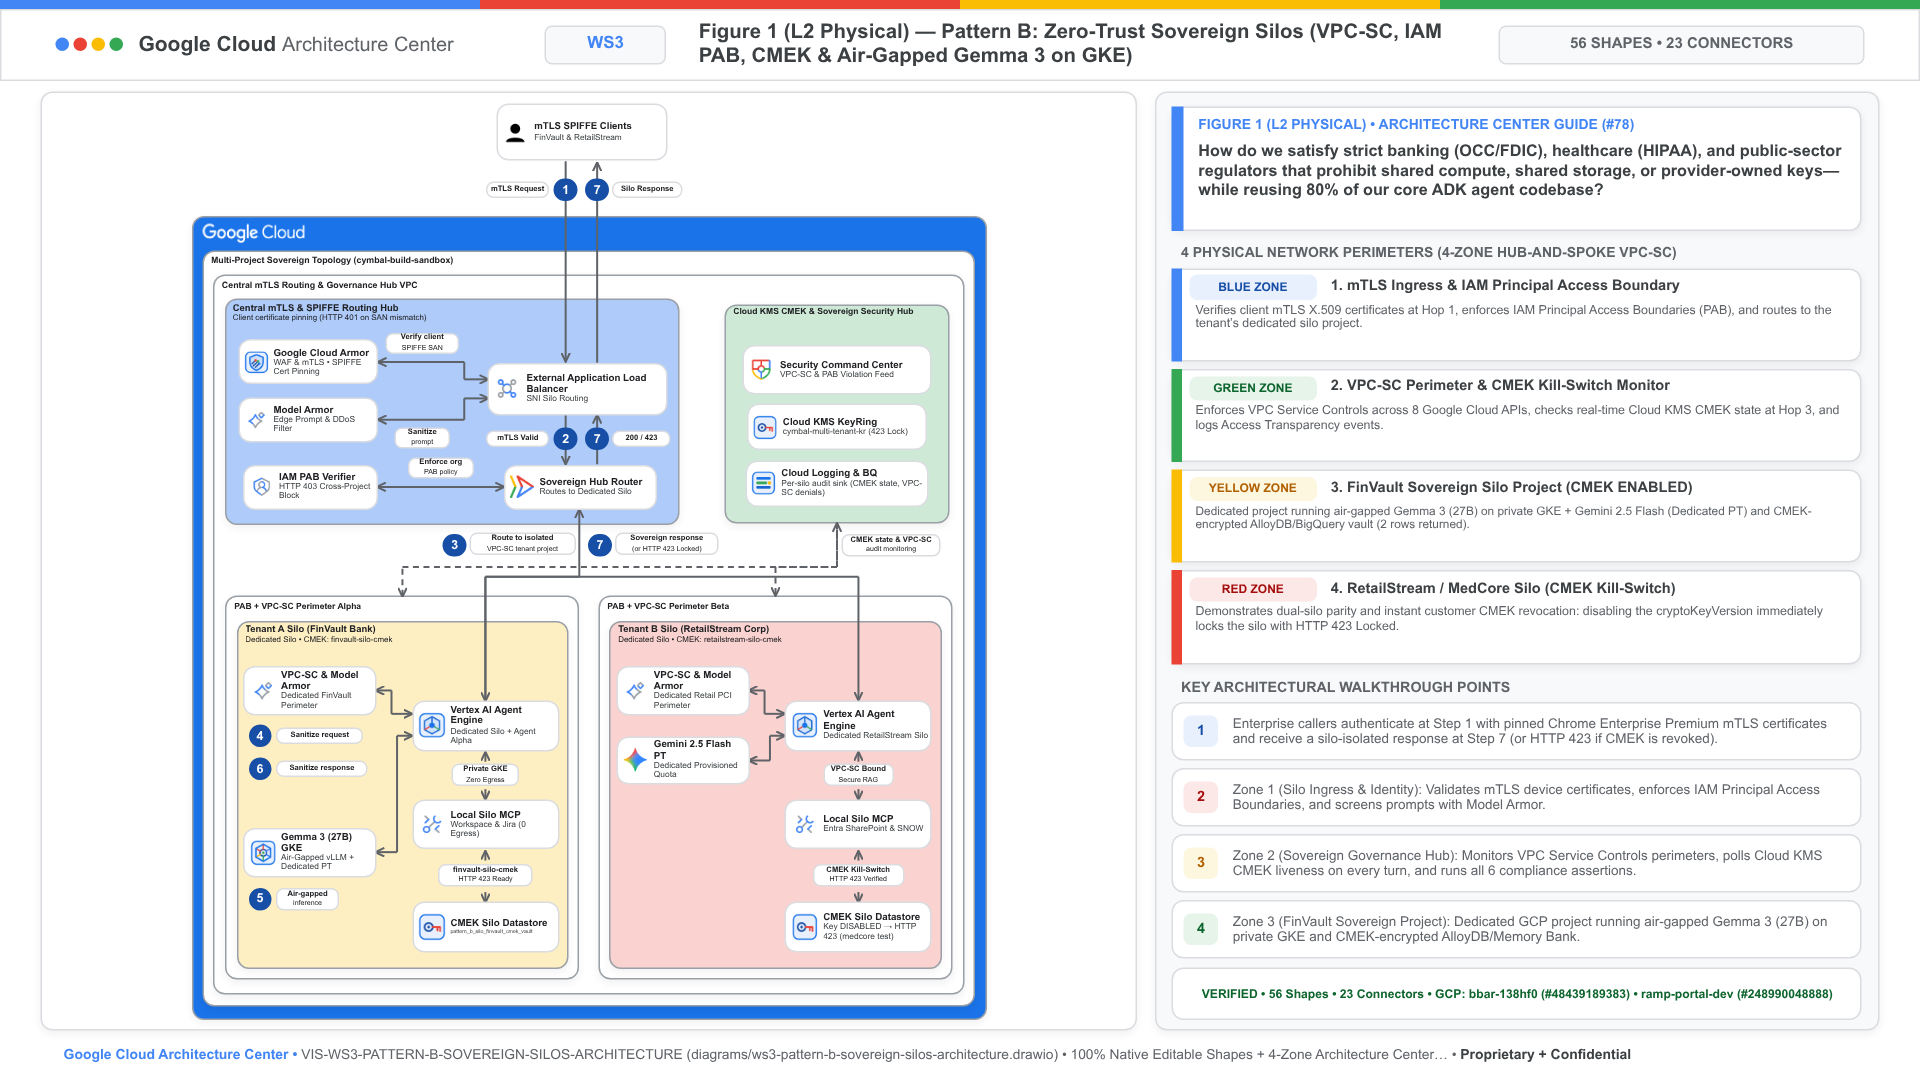 Google Cloud Architecture Center
WS3
Figure 1 (L2 Physical) — Pattern B: Zero-Trust Sovereign Silos (VPC-SC, IAM
PAB, CMEK & Air-Gapped Gemma 3 on GKE)
56 SHAPES • 23 CONNECTORS
mTLS SPIFFE Clients
FinVault & RetailStream
mTLS Request
1
7
Silo Response
Google Cloud
Multi-Project Sovereign Topology (cymbal-build-sandbox)
Central mTLS Routing & Governance Hub VPC
Central mTLS & SPIFFE Routing Hub
Client certificate pinning (HTTP 401 on SAN mismatch)
Verify client
SPIFFE SAN
Google Cloud Armor
WAF & mTLS • SPIFFE
Cert Pinning
External Application Load
Balancer
SNI Silo Routing
Model Armor
Edge Prompt & DDoS
Filter
Sanitize
prompt
mTLS Valid
2
7
200 / 423
Enforce org
PAB policy
IAM PAB Verifier
HTTP 403 Cross-Project
Block
Sovereign Hub Router
Routes to Dedicated Silo
Cloud KMS CMEK & Sovereign Security Hub
Security Command Center
VPC-SC & PAB Violation Feed
Cloud KMS KeyRing
cymbal-multi-tenant-kr (423 Lock)
Cloud Logging & BQ
Per-silo audit sink (CMEK state, VPC-
SC denials)
3
Route to isolated
VPC-SC tenant project
7
Sovereign response
(or HTTP 423 Locked)
CMEK state & VPC-SC
audit monitoring
PAB + VPC-SC Perimeter Alpha
Tenant A Silo (FinVault Bank)
Dedicated Silo • CMEK: finvault-silo-cmek
VPC-SC & Model
Armor
Dedicated FinVault
Perimeter
4
Sanitize request
6
Sanitize response
Vertex AI Agent
Engine
Dedicated Silo + Agent
Alpha
Private GKE
Zero Egress
Local Silo MCP
Workspace & Jira (0
Egress)
Gemma 3 (27B)
GKE
Air-Gapped vLLM +
Dedicated PT
5
Air-gapped
inference
finvault-silo-cmek
HTTP 423 Ready
CMEK Silo Datastore
pattern_b_silo_finvault_cmek_vault
PAB + VPC-SC Perimeter Beta
Tenant B Silo (RetailStream Corp)
Dedicated Silo • CMEK: retailstream-silo-cmek
VPC-SC & Model
Armor
Dedicated Retail PCI
Perimeter
Gemini 2.5 Flash
PT
Dedicated Provisioned
Quota
Vertex AI Agent
Engine
Dedicated RetailStream Silo
VPC-SC Bound
Secure RAG
Local Silo MCP
Entra SharePoint & SNOW
CMEK Kill-Switch
HTTP 423 Verified
CMEK Silo Datastore
Key DISABLED → HTTP
423 (medcore test)
FIGURE 1 (L2 PHYSICAL) • ARCHITECTURE CENTER GUIDE (#78)
How do we satisfy strict banking (OCC/FDIC), healthcare (HIPAA), and public-sector
regulators that prohibit shared compute, shared storage, or provider-owned keys—
while reusing 80% of our core ADK agent codebase?
4 PHYSICAL NETWORK PERIMETERS (4-ZONE HUB-AND-SPOKE VPC-SC)
BLUE ZONE
1. mTLS Ingress & IAM Principal Access Boundary
Verifies client mTLS X.509 certificates at Hop 1, enforces IAM Principal Access Boundaries (PAB), and routes to the
tenant's dedicated silo project.
GREEN ZONE
2. VPC-SC Perimeter & CMEK Kill-Switch Monitor
Enforces VPC Service Controls across 8 Google Cloud APIs, checks real-time Cloud KMS CMEK state at Hop 3, and
logs Access Transparency events.
YELLOW ZONE
3. FinVault Sovereign Silo Project (CMEK ENABLED)
Dedicated project running air-gapped Gemma 3 (27B) on private GKE + Gemini 2.5 Flash (Dedicated PT) and CMEK-
encrypted AlloyDB/BigQuery vault (2 rows returned).
RED ZONE
4. RetailStream / MedCore Silo (CMEK Kill-Switch)
Demonstrates dual-silo parity and instant customer CMEK revocation: disabling the cryptoKeyVersion immediately
locks the silo with HTTP 423 Locked.
KEY ARCHITECTURAL WALKTHROUGH POINTS
1
Enterprise callers authenticate at Step 1 with pinned Chrome Enterprise Premium mTLS certificates
and receive a silo-isolated response at Step 7 (or HTTP 423 if CMEK is revoked).
2
Zone 1 (Silo Ingress & Identity): Validates mTLS device certificates, enforces IAM Principal Access
Boundaries, and screens prompts with Model Armor.
3
Zone 2 (Sovereign Governance Hub): Monitors VPC Service Controls perimeters, polls Cloud KMS
CMEK liveness on every turn, and runs all 6 compliance assertions.
4
Zone 3 (FinVault Sovereign Project): Dedicated GCP project running air-gapped Gemma 3 (27B) on
private GKE and CMEK-encrypted AlloyDB/Memory Bank.
VERIFIED • 56 Shapes • 23 Connectors • GCP: bbar-138hf0 (#48439189383) • ramp-portal-dev (#248990048888)
Google Cloud Architecture Center • VIS-WS3-PATTERN-B-SOVEREIGN-SILOS-ARCHITECTURE (diagrams/ws3-pattern-b-sovereign-silos-architecture.drawio) • 100% Native Editable Shapes + 4-Zone Architecture Center… • Proprietary + Confidential